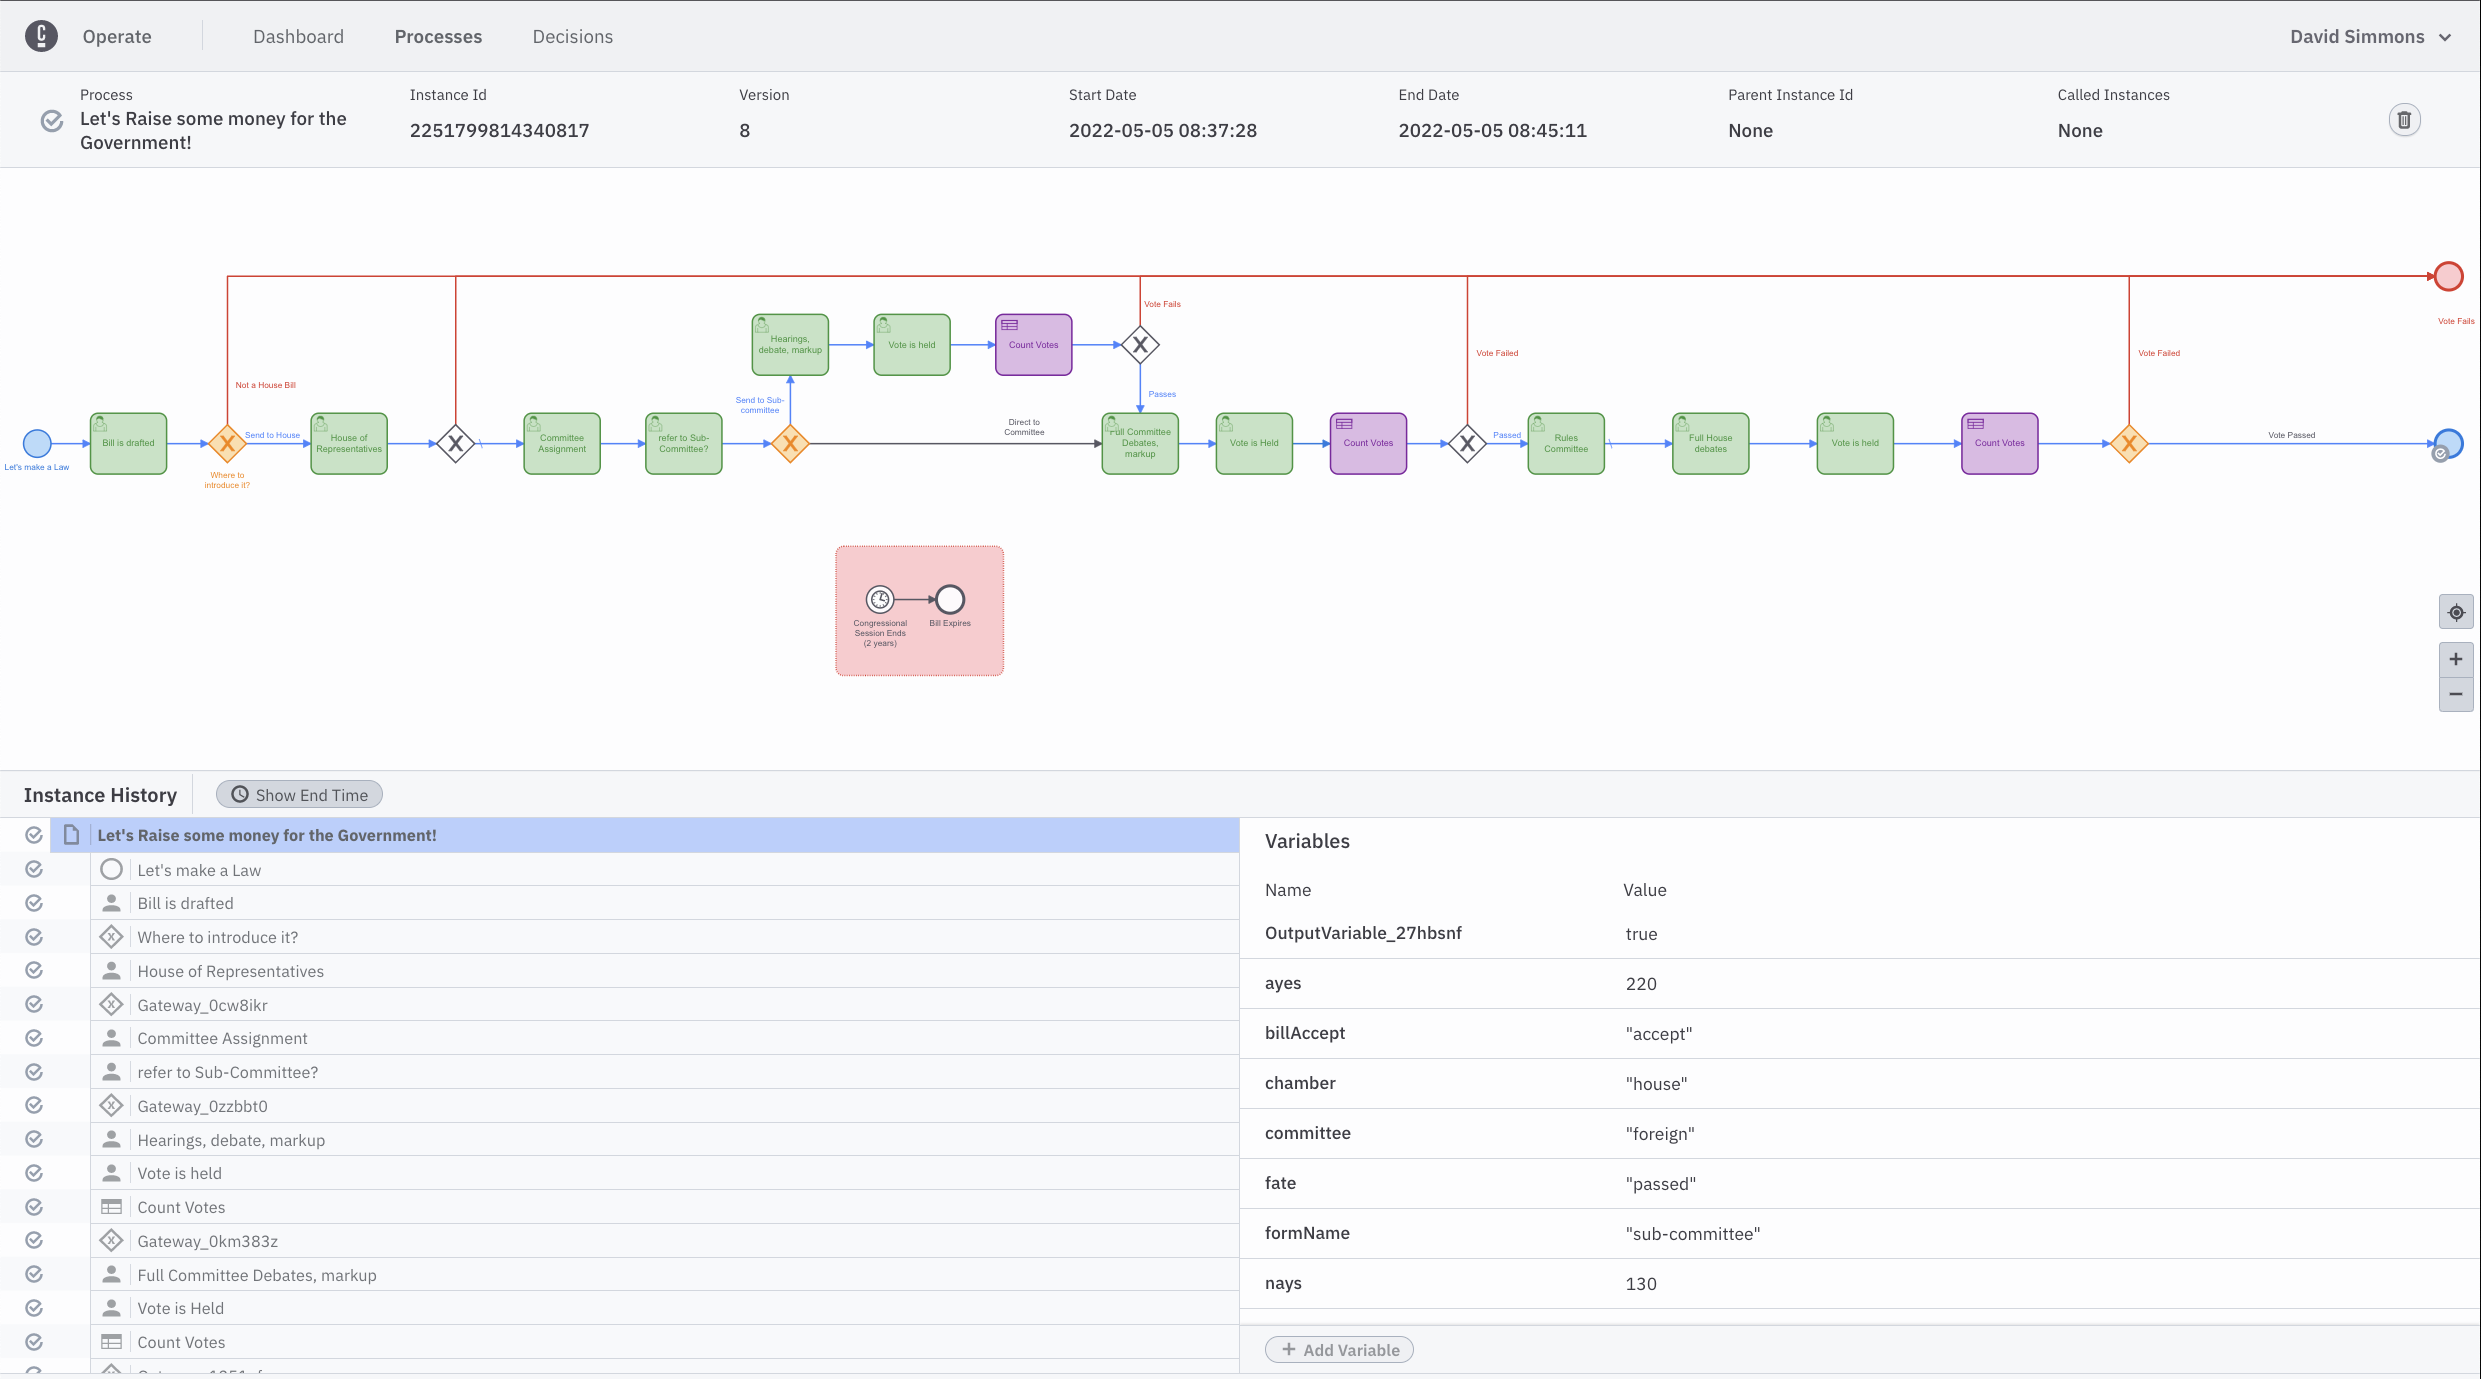 Operate
Dashboard
Processes
Decisions
David Simmons
Process
Let's Raise some money for the
Government!
Instance Id
2251799814340817
Version
8
Start Date
2022-05-05 08:37:28
End Date
2022-05-05 08:45:11
Parent Instance Id
None
Called Instances
None
Vote Fails
Vote Fails
Hearings,
debate, markup
Vote is held
Count Votes
Vote Failed
Vote Failed
Not a House Bill
Send to Sub-
committee
Passes
Direct to
Committee
Let's make a Law
Bill is drafted
Send to House
Where to
introduce it?
House of
Representatives
Committee
Assignment
refer to Sub-
Committee?
Full Committee
Debates,
markup
Vote is Held
Count Votes
Passed
Rules
Committee
Full House
debates
Vote is held
Count Votes
Vote Passed
Congressional
Session Ends
(2 years)
Bill Expires
Instance History
Show End Time
Let's Raise some money for the Government!
Let's make a Law
Bill is drafted
Where to introduce it?
House of Representatives
Gateway_0cw8ikr
Committee Assignment
refer to Sub-Committee?
Gateway_0zzbbt0
Hearings, debate, markup
Vote is held
Count Votes
Gateway_0km383z
Full Committee Debates, markup
Vote is Held
Count Votes
Variables
Name
Value
OutputVariable_27hbsnf
true
ayes
220
billAccept
"accept"
chamber
"house"
committee
"foreign"
fate
"passed"
formName
"sub-committee"
nays
130
Add Variable